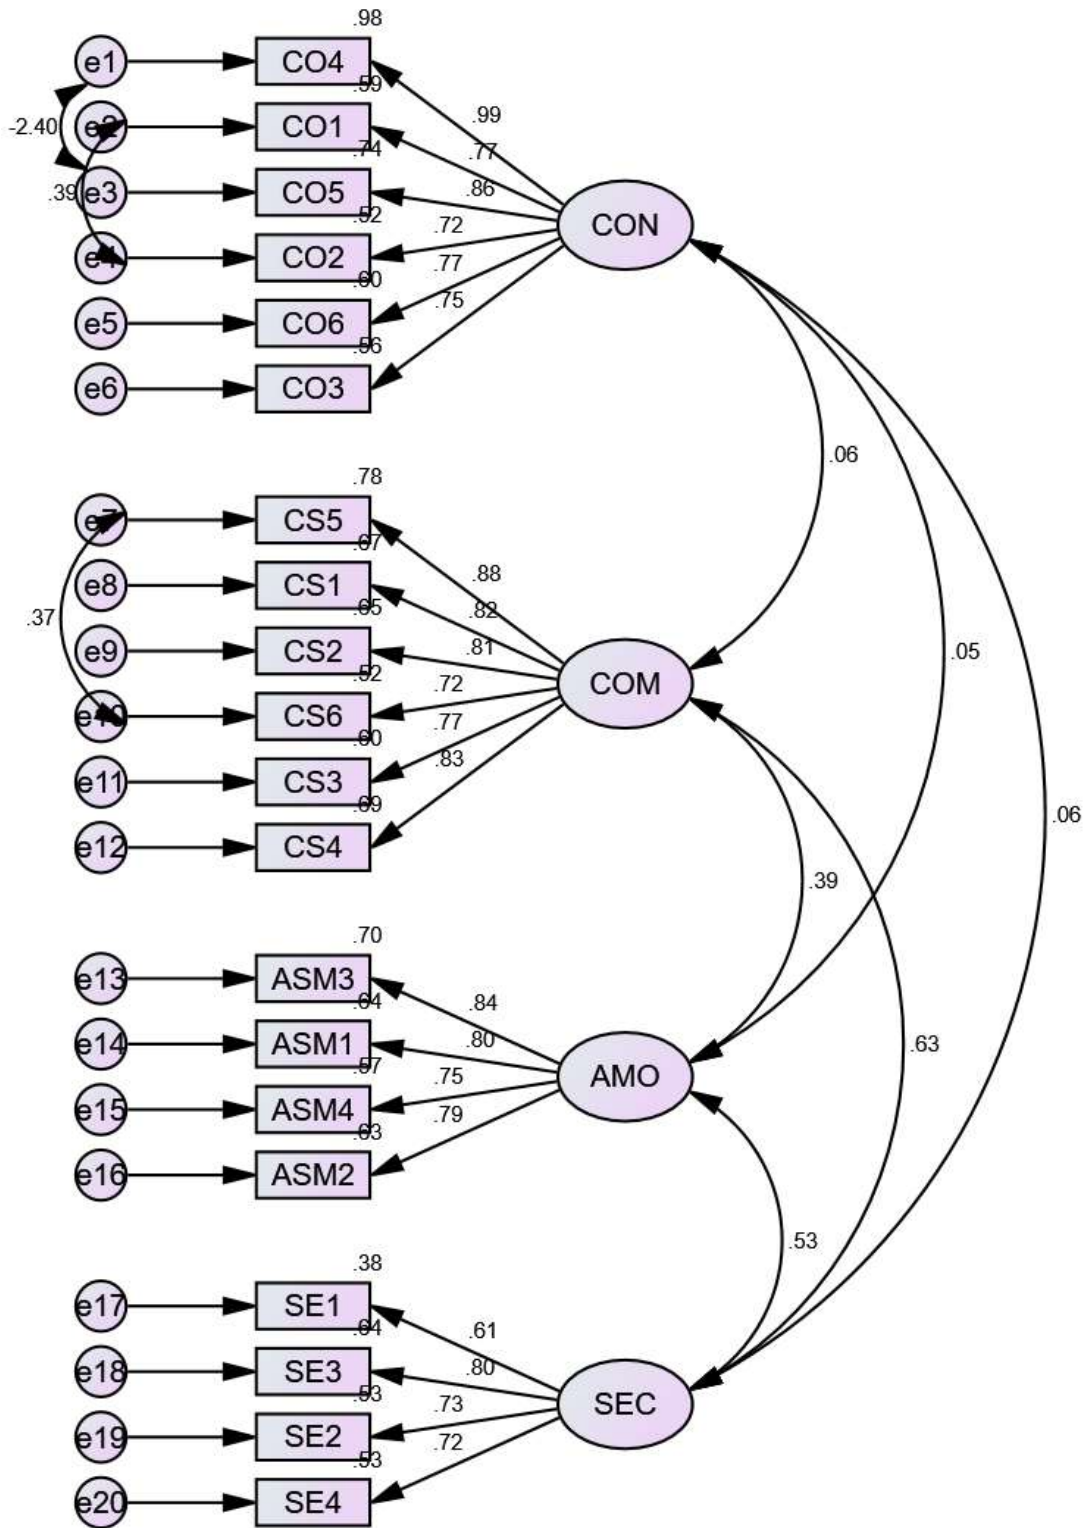 .98
e1 CO4
.59
.99
-2.40 e2 CO1
.77
.74
.86
.39 e3 CO5
.52
.72
CON
e4 CO2
.77
.60
.75
e5 CO6
.56
e6 CO3
.06
.78
e7 CS5
.67
.88
e8 CS1
.65
.82
.37
.81
e9 CS2
.05
.52
.72
COM
e10 CS6
.77
.60
.83
e11 CS3
.69
.06
e12 CS4
.39
.70
e13 ASM3
.64
.84
.80
e14 ASM1
.63
.57
.75
AMO
e15 ASM4
.79
.63
e16 ASM2
.53
.38
e17 SE1
.64
.61
.80
e18 SE3
.53
.73
SEC
e19 SE2
.72
.53
e20 SE4